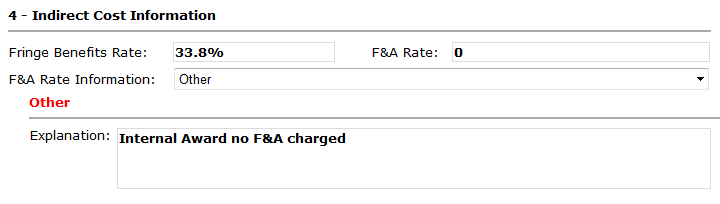 4 - Indirect Cost Information
Fringe Benefits Rate: 33.8% F&A Rate: 0
F&A Rate Information: Other
Other
Explanation: Internal Award no F&A charged